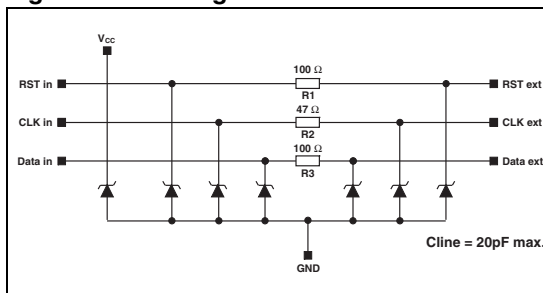 V_CC
100 Ω
RST in
RST ext
R1
47 Ω
CLK in
CLK ext
R2
100 Ω
Data in
Data ext
R3
Cline = 20pF max.
GND